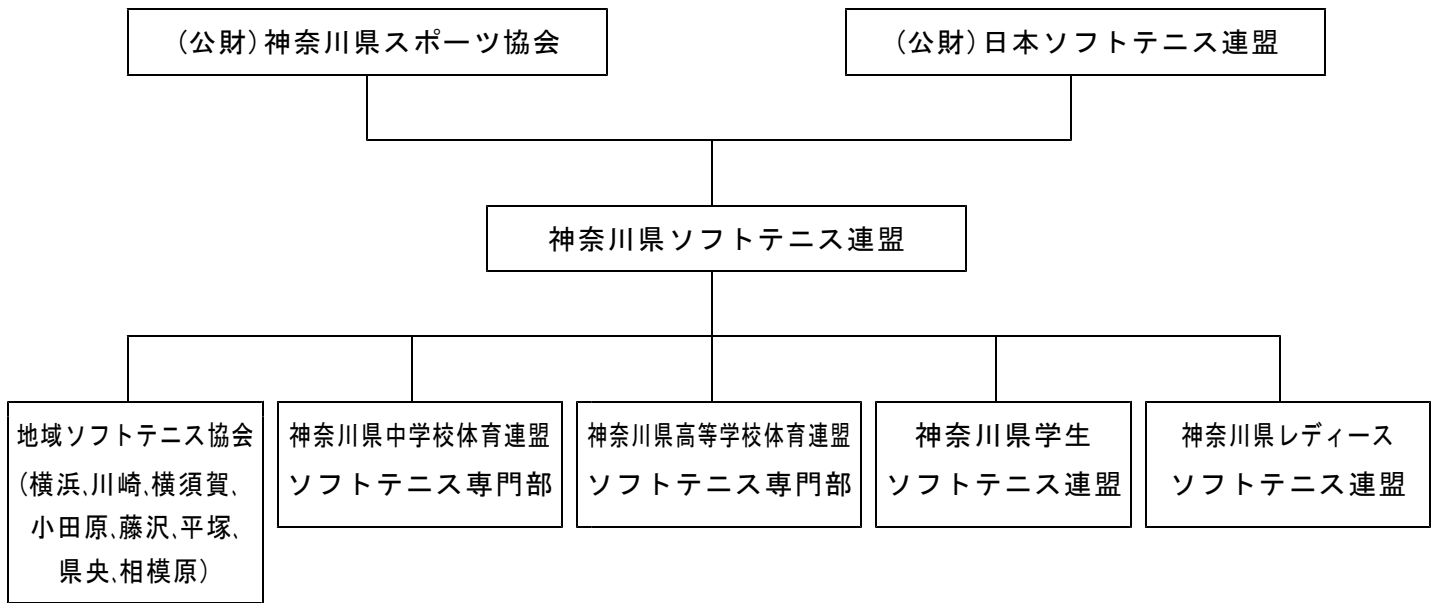 (公財)神奈川県スポーツ協会
(公財)日本ソフトテニス連盟
神奈川県ソフトテニス連盟
地域ソフトテニス協会
(横浜,川崎,横須賀,
小田原,藤沢,平塚,
県央,相模原)
神奈川県中学校体育連盟
ソフトテニス専門部
神奈川県高等学校体育連盟
ソフトテニス専門部
神奈川県学生
ソフトテニス連盟
神奈川県レディース
ソフトテニス連盟